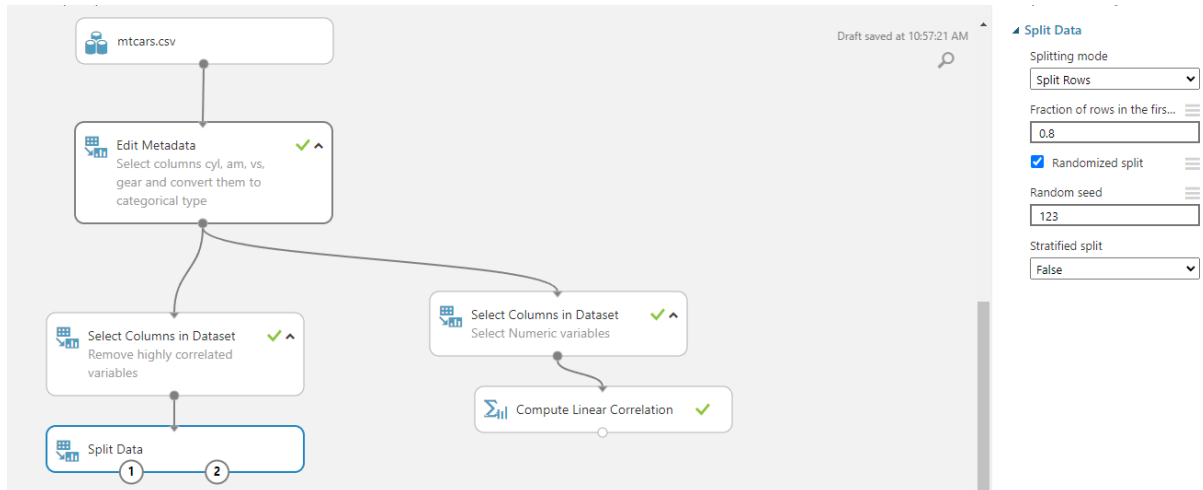 mtcars.csv
Draft saved at 10:57:21 AM
Edit Metadata
Select columns cyl, am, vs,
gear and convert them to
categorical type
Select Columns in Dataset
Remove highly correlated
variables
Select Columns in Dataset
Select Numeric variables
Compute Linear Correlation
Split Data
1
2
Split Data
Splitting mode
Split Rows
Fraction of rows in the firs...
0.8
Randomized split
Random seed
123
Stratified split
False